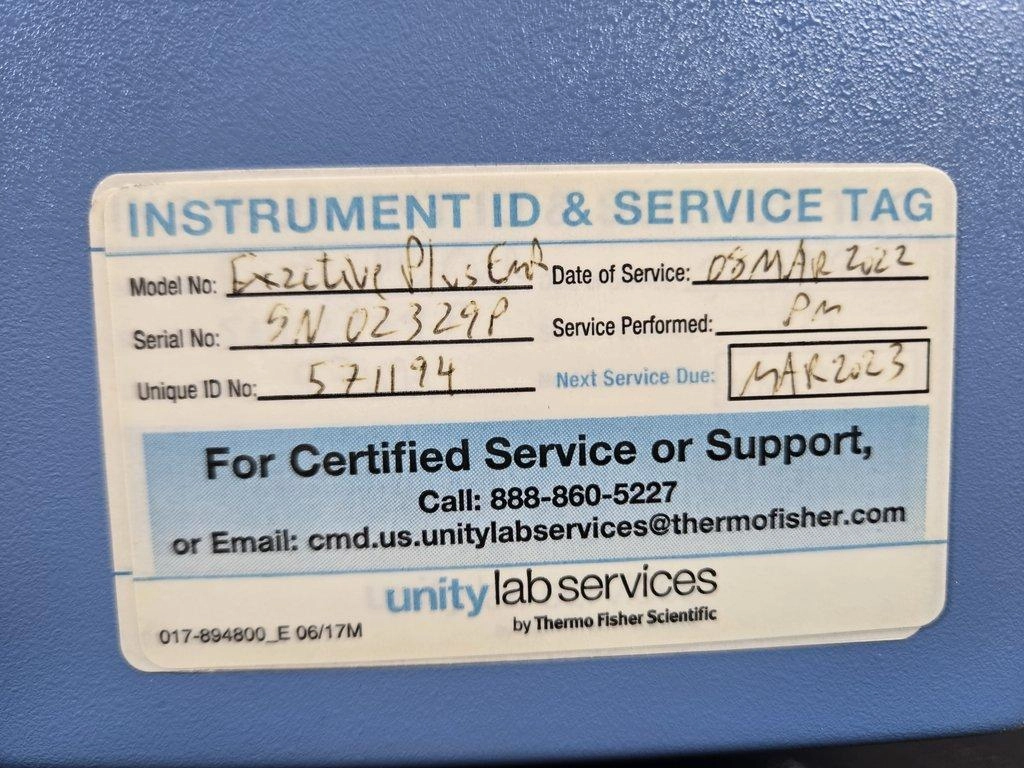 INSTRUMENT ID & SERVICE TAG
Model No: Exactive Plus EMR
Date of Service: 08 MAR 2022
Serial No: SN 02329P
Service Performed: PM
Unique ID No: 571194
Next Service Due: MAR 2023
For Certified Service or Support,
Call: 888-860-5227
or Email: cmd.us.unitylabservices@thermofisher.com
unity lab services
by Thermo Fisher Scientific
017-894800_E 06/17M